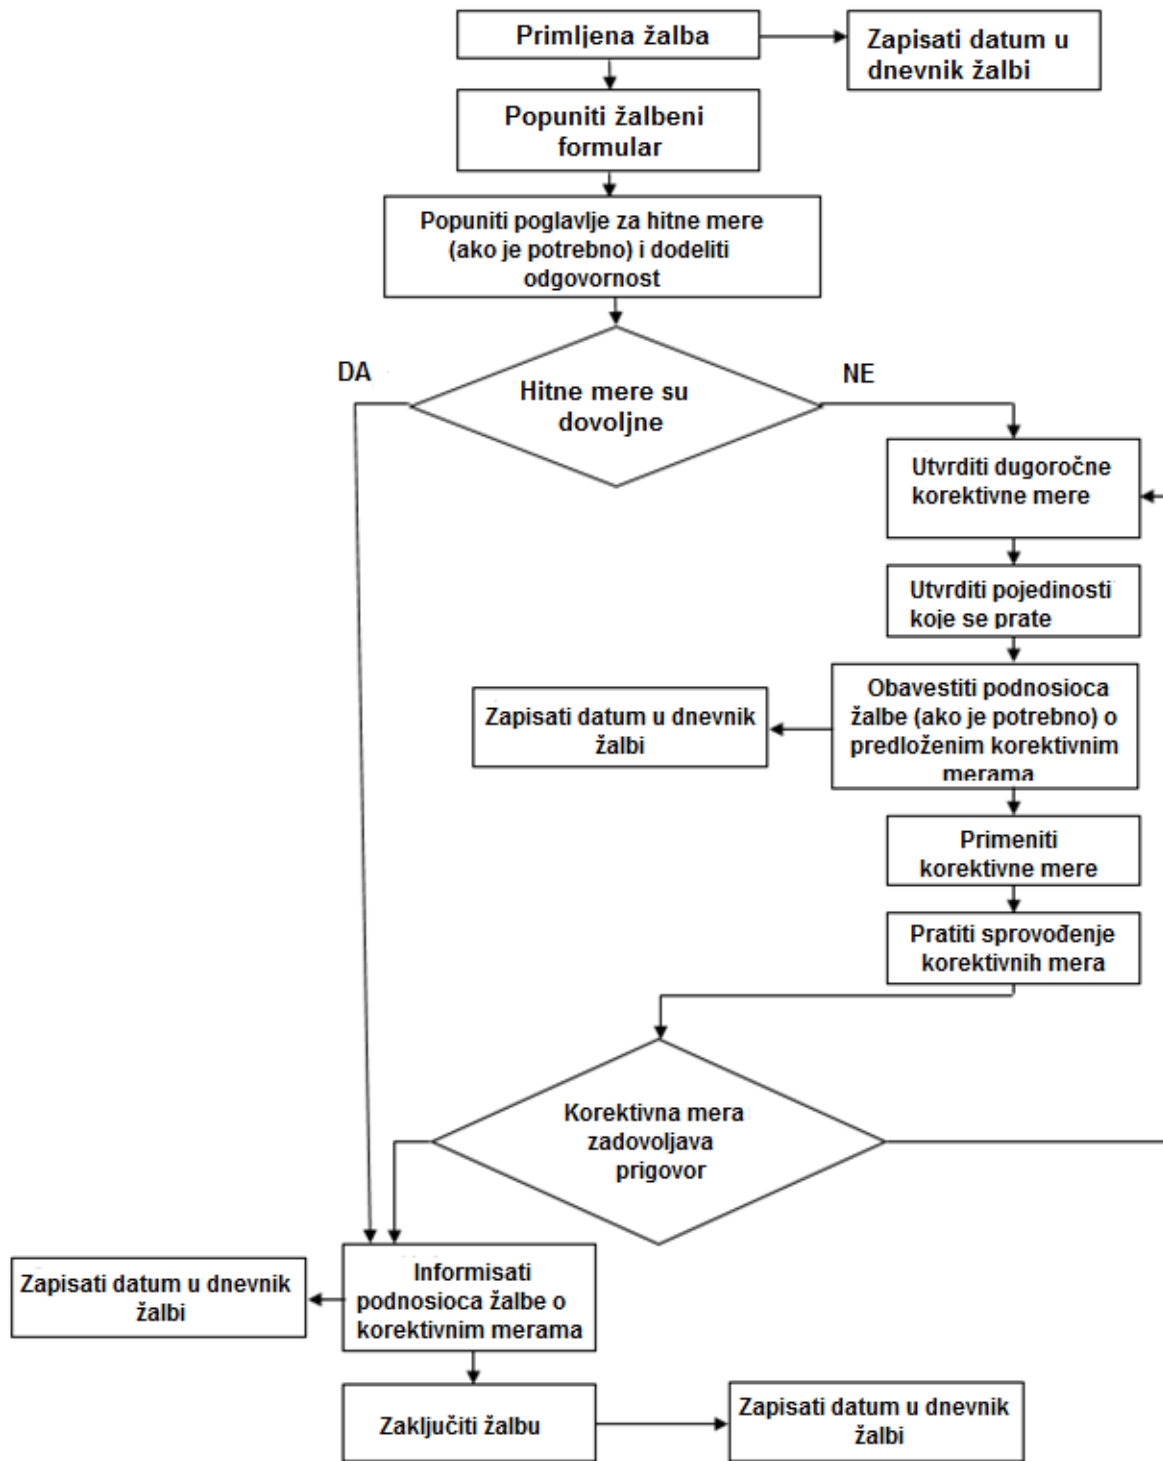 Primljena žalba
Zapisati datum u
dnevnik žalbi
Popuniti žalbeni
formular
Popuniti poglavlje za hitne mere
(ako je potrebno) i dodeliti
odgovornost
DA
NE
Hitne mere su
dovoljne
Utvrditi dugoročne
korektivne mere
Utvrditi pojedinosti
koje se prate
Obavestiti podnosioca
žalbe (ako je potrebno) o
predloženim korektivnim
merama
Zapisati datum u dnevnik
žalbi
Primeniti
korektivne mere
Pratiti sprovođenje
korektivnih mera
Korektivna mera
zadovoljava
prigovor
Informisati
podnosioca žalbe o
korektivnim merama
Zapisati datum u dnevnik
žalbi
Zaključiti žalbu
Zapisati datum u dnevnik
žalbi